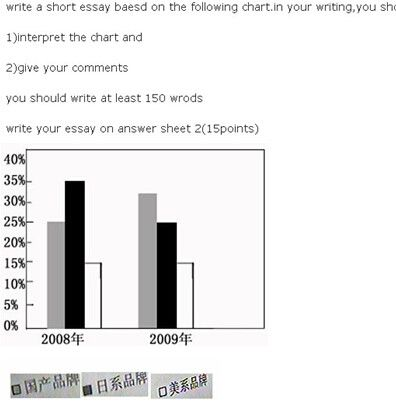 write a short essay baesd on the following chart.in your writing,you sho
1)interpret the chart and
2)give your comments
you should write at least 150 wrods
write your essay on answer sheet 2(15points)
40%
35%
30%
25%
20%
15%
10%
5%
0%
2008年 2009年
国产品牌 日系品牌 美系品牌